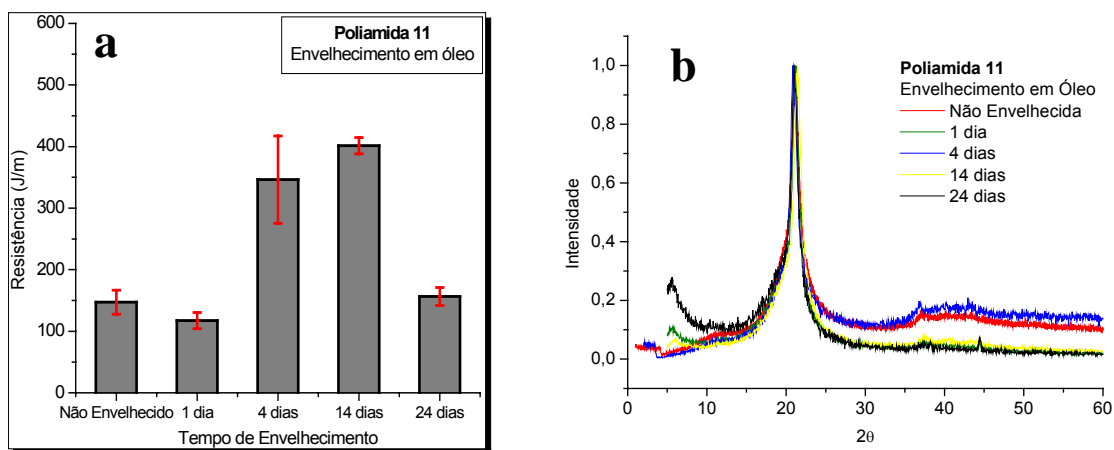 a
Poliamida 11
Envelhecimento em óleo
600
500
400
300
200
100
0
Resistência (J/m)
Não Envelhecido
1 dia
4 dias
14 dias
24 dias
Tempo de Envelhecimento
b
Poliamida 11
Envelhecimento em Óleo
Não Envelhecida
1 dia
4 dias
14 dias
24 dias
1,0
0,8
0,6
0,4
0,2
0,0
Intensidade
0
10
20
30
40
50
60
2θ